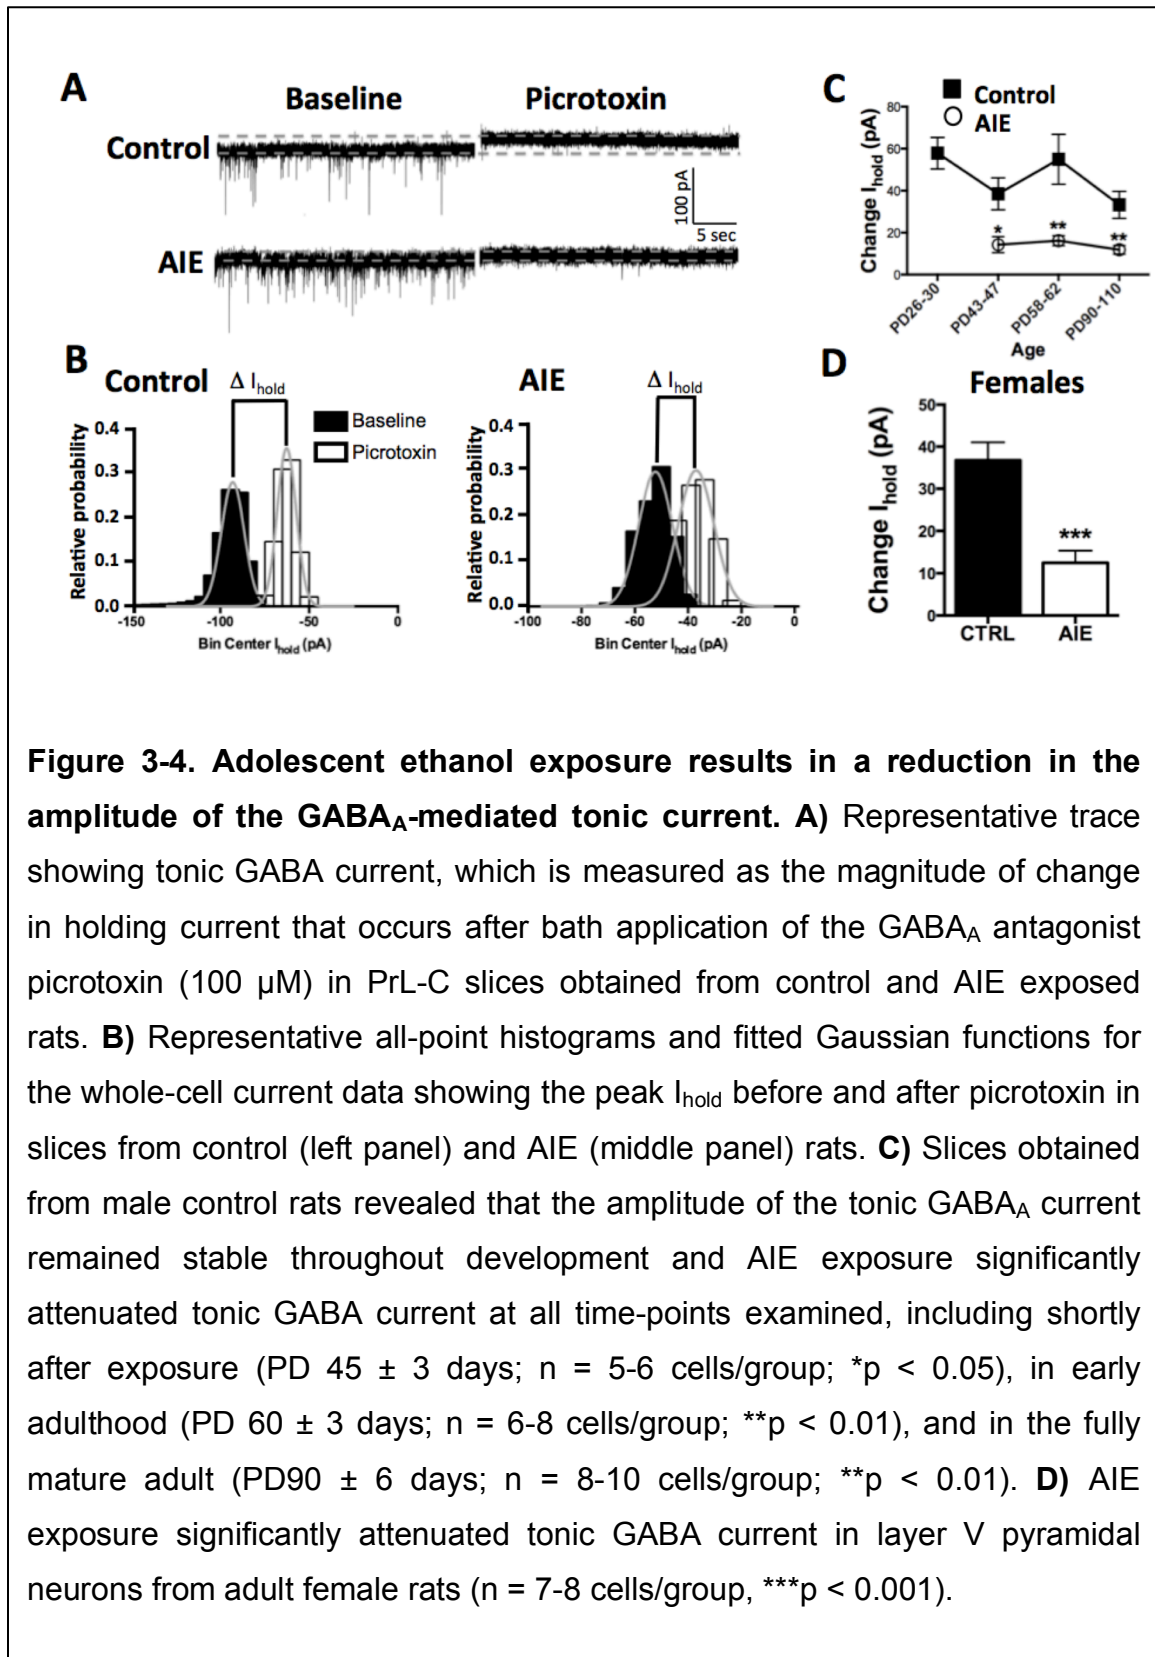 A
Baseline
Picrotoxin
Control
AIE
100 pA
5 sec
C
Control
AIE
Change Ihold (pA)
80
60
40
20
0
*
**
**
PD26-30
PD43-47
PD58-62
PD90-110
Age
B
Control
Δ Ihold
Baseline
Picrotoxin
Relative probability
0.4
0.3
0.2
0.1
0.0
-150
-100
-50
0
Bin Center Ihold (pA)
AIE
Δ Ihold
Relative probability
0.4
0.3
0.2
0.1
0.0
-100
-80
-60
-40
-20
0
Bin Center Ihold (pA)
D
Females
Change Ihold (pA)
50
40
30
20
10
0
***
CTRL
AIE
Figure 3-4. Adolescent ethanol exposure results in a reduction in the
amplitude of the GABAA-mediated tonic current. A) Representative trace
showing tonic GABA current, which is measured as the magnitude of change
in holding current that occurs after bath application of the GABAA antagonist
picrotoxin (100 µM) in PrL-C slices obtained from control and AIE exposed
rats. B) Representative all-point histograms and fitted Gaussian functions for
the whole-cell current data showing the peak Ihold before and after picrotoxin in
slices from control (left panel) and AIE (middle panel) rats. C) Slices obtained
from male control rats revealed that the amplitude of the tonic GABAA current
remained stable throughout development and AIE exposure significantly
attenuated tonic GABA current at all time-points examined, including shortly
after exposure (PD 45 ± 3 days; n = 5-6 cells/group; *p < 0.05), in early
adulthood (PD 60 ± 3 days; n = 6-8 cells/group; **p < 0.01), and in the fully
mature adult (PD90 ± 6 days; n = 8-10 cells/group; **p < 0.01). D) AIE
exposure significantly attenuated tonic GABA current in layer V pyramidal
neurons from adult female rats (n = 7-8 cells/group, ***p < 0.001).